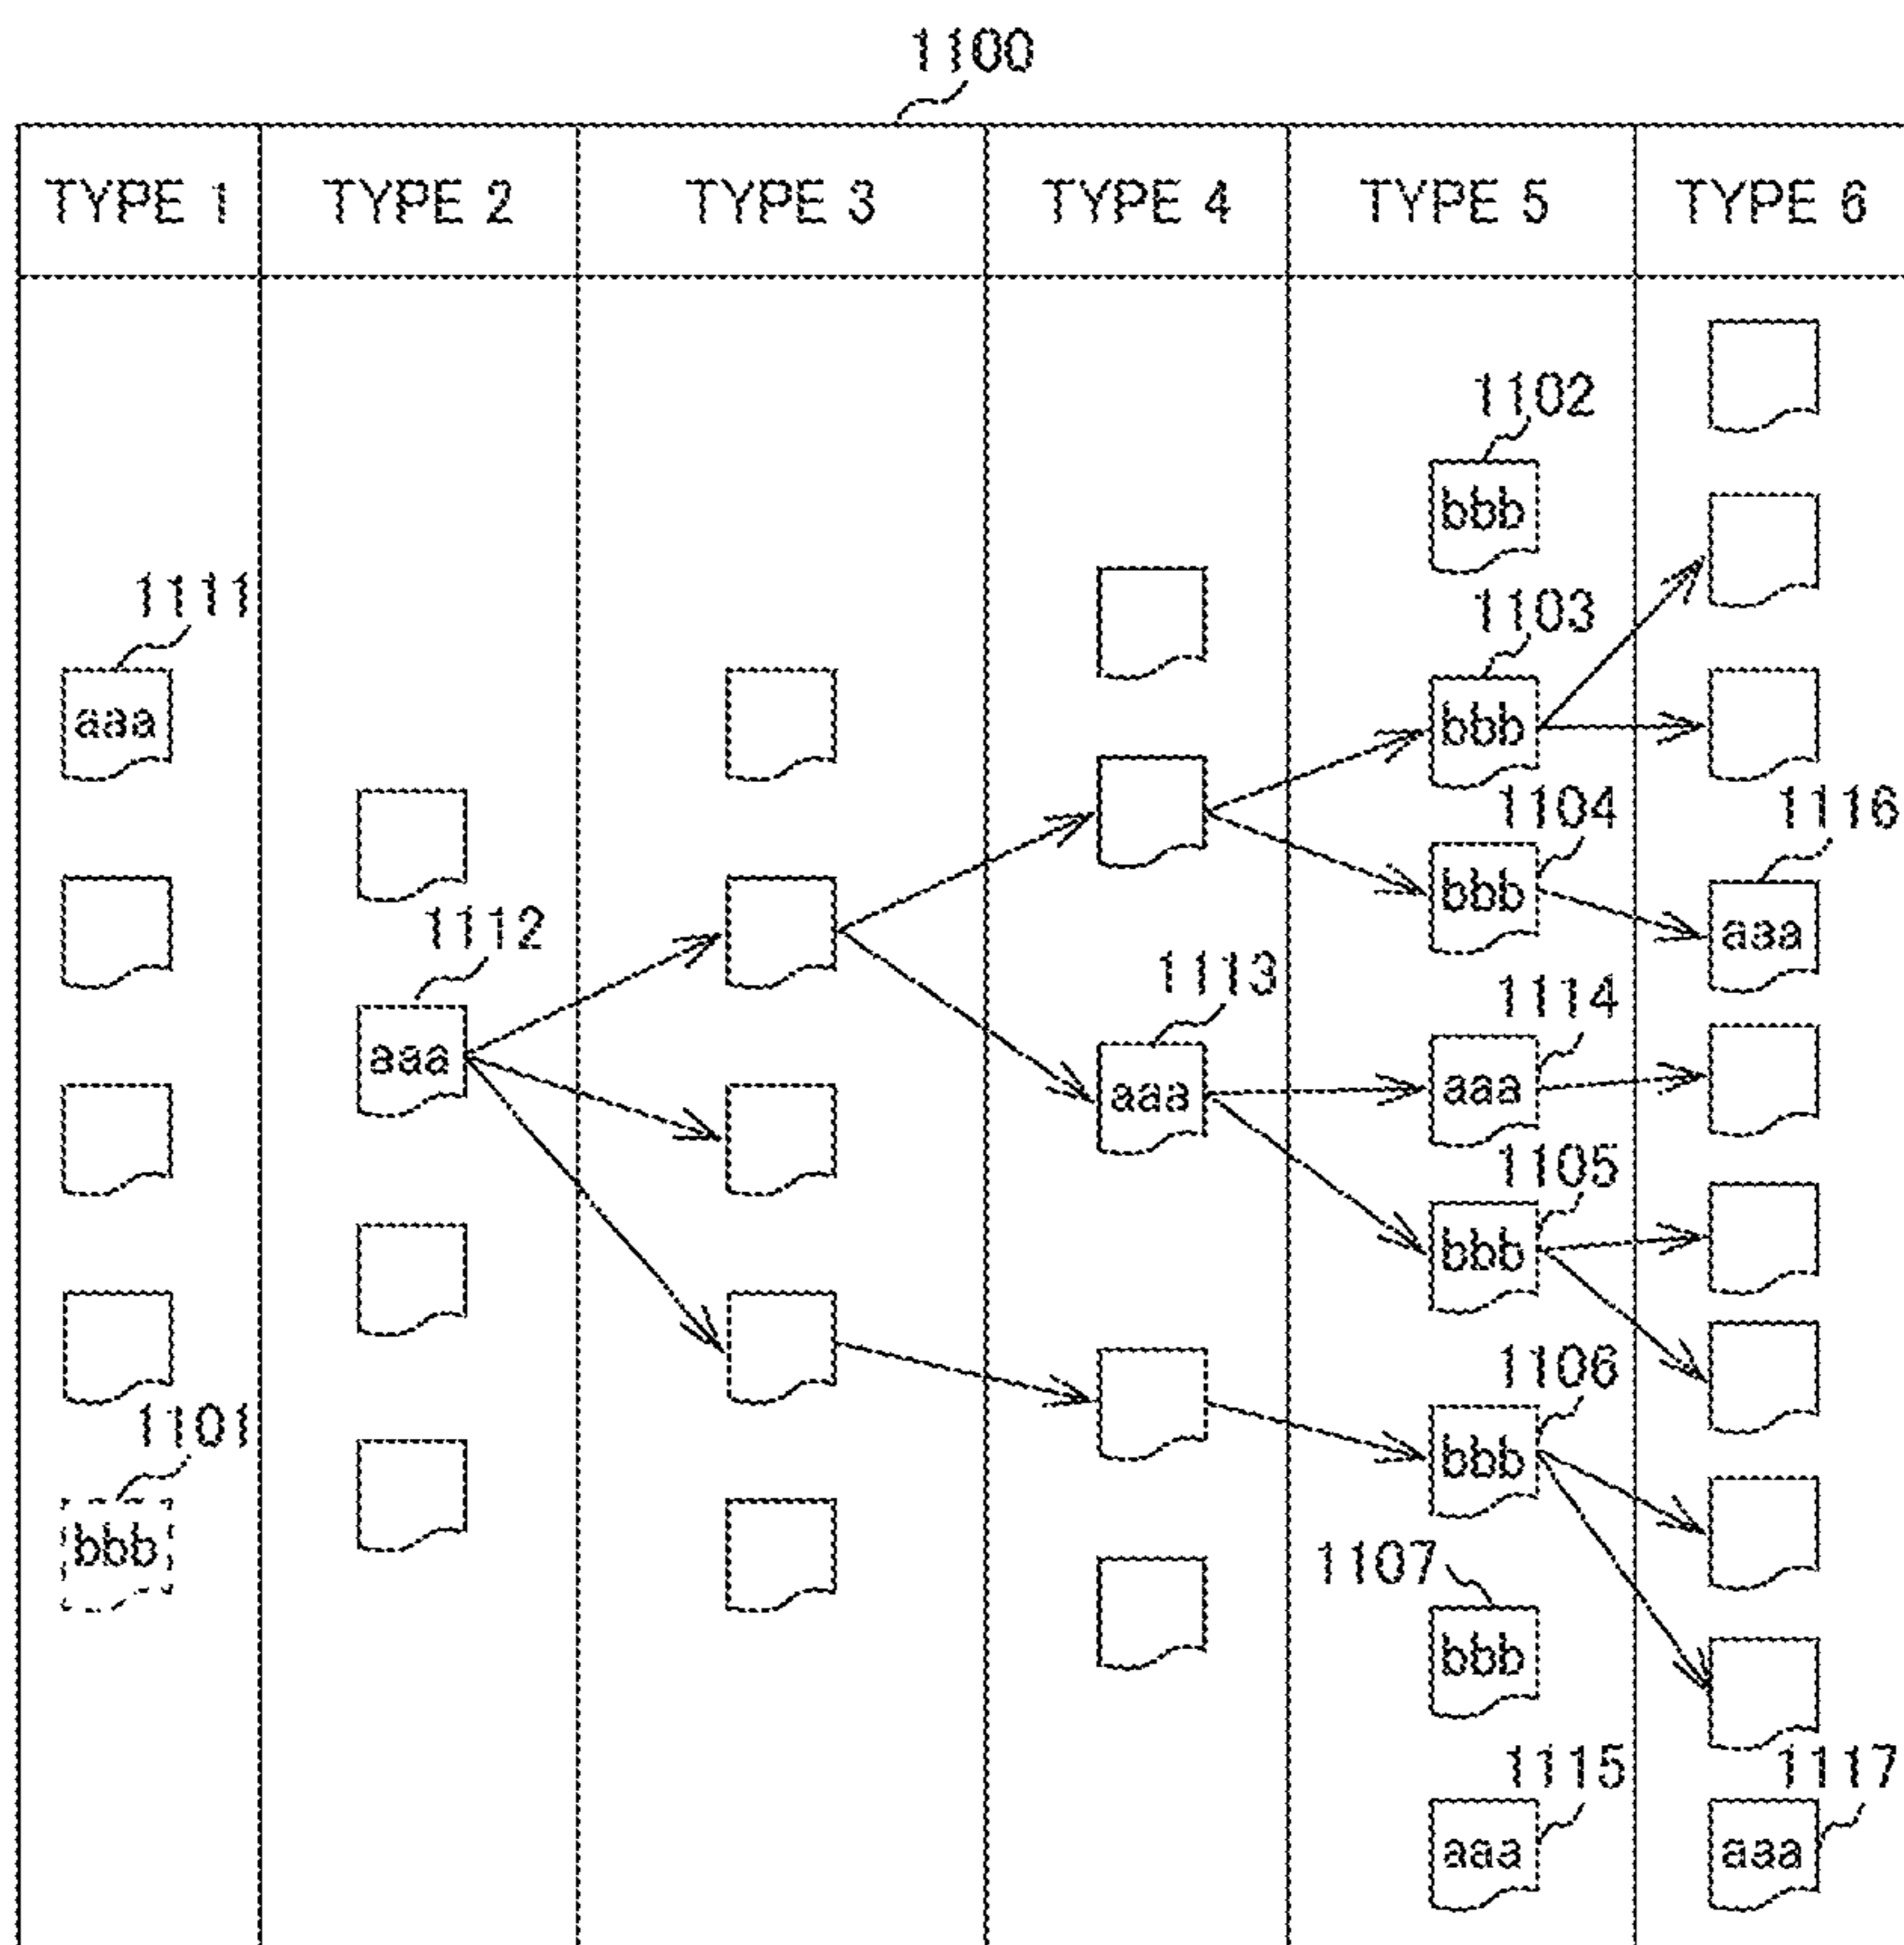 1100
TYPE 1 TYPE 2 TYPE 3 TYPE 4 TYPE 5 TYPE 6
1102
bbb
1111
1103
aaa
bbb
1104
1116
bbb
aaa
1112
1113
1114
aaa
aaa
aaa
1105
bbb
1101
1106
bbb
bbb
1107
bbb
1115
1117
aaa
aaa